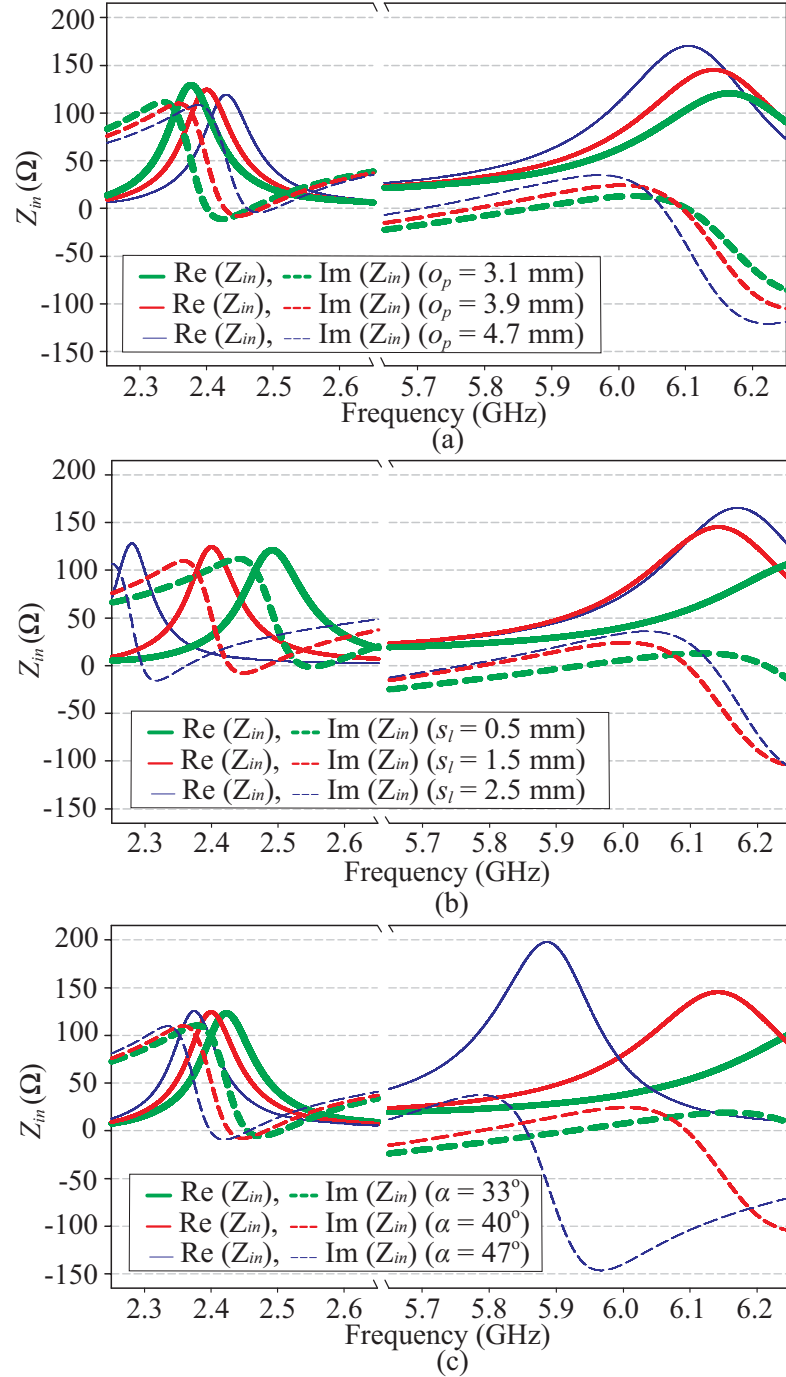 200
150
100
50
0
-50
-100
-150
Z_in (Ω)
Re (Z_in), Im (Z_in) (o_p = 3.1 mm)
Re (Z_in), Im (Z_in) (o_p = 3.9 mm)
Re (Z_in), Im (Z_in) (o_p = 4.7 mm)
2.3 2.4 2.5 2.6 5.7 5.8 5.9 6.0 6.1 6.2
Frequency (GHz)
(a)
200
150
100
50
0
-50
-100
-150
Z_in (Ω)
Re (Z_in), Im (Z_in) (s_l = 0.5 mm)
Re (Z_in), Im (Z_in) (s_l = 1.5 mm)
Re (Z_in), Im (Z_in) (s_l = 2.5 mm)
2.3 2.4 2.5 2.6 5.7 5.8 5.9 6.0 6.1 6.2
Frequency (GHz)
(b)
200
150
100
50
0
-50
-100
-150
Z_in (Ω)
Re (Z_in), Im (Z_in) (α = 33°)
Re (Z_in), Im (Z_in) (α = 40°)
Re (Z_in), Im (Z_in) (α = 47°)
2.3 2.4 2.5 2.6 5.7 5.8 5.9 6.0 6.1 6.2
Frequency (GHz)
(c)